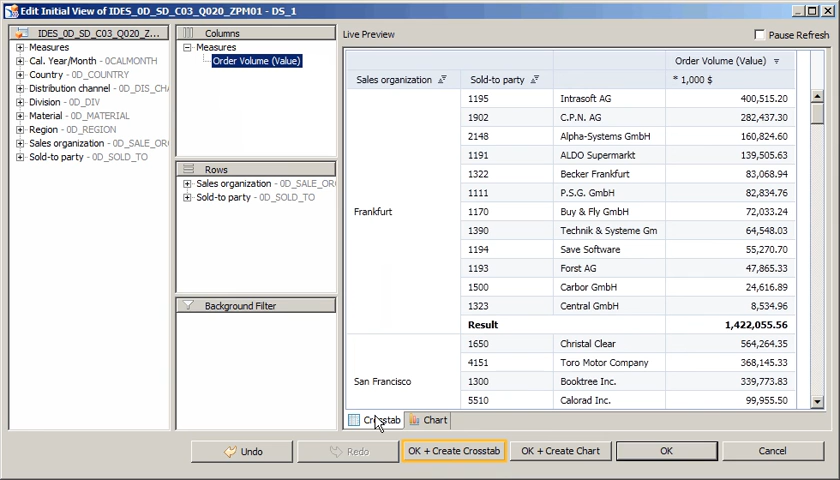 Edit Initial View of IDES_0D_SD_C03_Q020_ZPM01 - DS_1
IDES_0D_SD_C03_Q020_Z...
Measures
Cal. Year/Month - 0CALMONTH
Country - 0D_COUNTRY
Distribution channel - 0D_DIS_CHA
Division - 0D_DIV
Material - 0D_MATERIAL
Region - 0D_REGION
Sales organization - 0D_SALE_OR
Sold-to party - 0D_SOLD_TO
Columns
Measures
Order Volume (Value)
Rows
Sales organization - 0D_SALE_OR
Sold-to party - 0D_SOLD_TO
Background Filter
Live Preview
Pause Refresh
Order Volume (Value)
Sales organization Sold-to party * 1,000 $
Frankfurt
1195 Intrasoft AG 400,515.20
1902 C.P.N. AG 282,437.30
2148 Alpha-Systems GmbH 160,824.60
1191 ALDO Supermarkt 139,505.63
1322 Becker Frankfurt 83,068.94
1111 P.S.G. GmbH 82,834.76
1170 Buy & Fly GmbH 72,033.24
1390 Technik & Systeme Gm 64,548.03
1194 Save Software 55,270.70
1193 Forst AG 47,865.33
1500 Carbor GmbH 24,616.89
1323 Central GmbH 8,534.96
Result 1,422,055.56
San Francisco
1650 Christal Clear 564,264.35
4151 Toro Motor Company 368,145.33
1300 Booktree Inc. 339,773.83
5510 Calorad Inc. 99,955.50
Crosstab Chart
Undo Redo OK + Create Crosstab OK + Create Chart OK Cancel